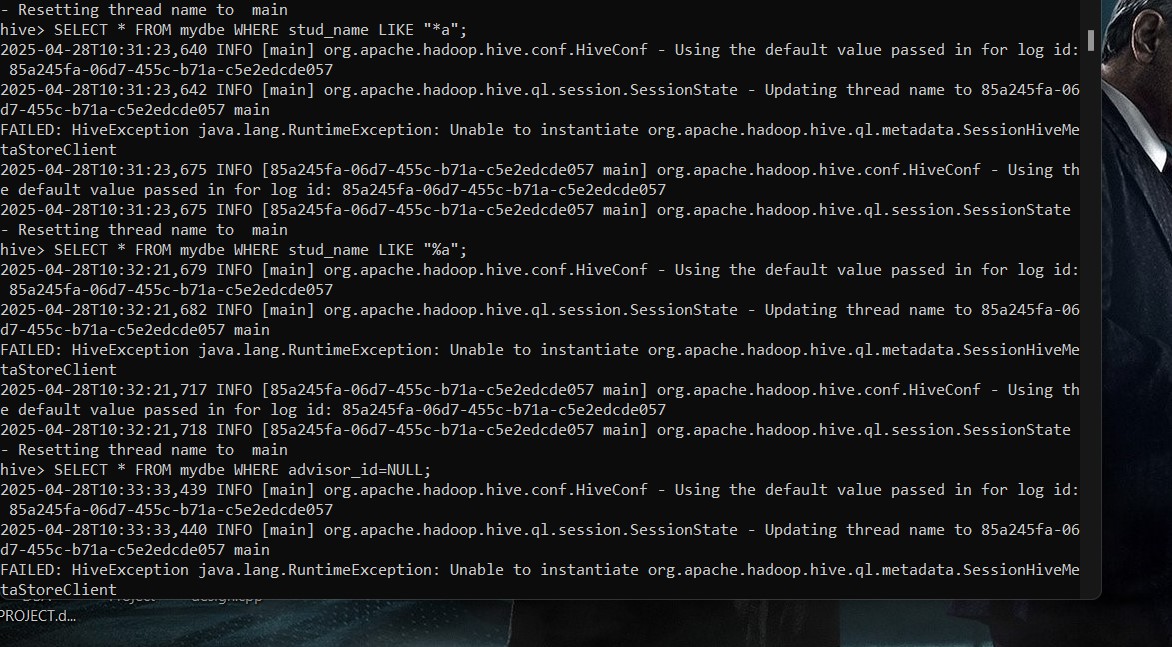 - Resetting thread name to  main
hive> SELECT * FROM mydbe WHERE stud_name LIKE "*a";
2025-04-28T10:31:23,640 INFO [main] org.apache.hadoop.hive.conf.HiveConf - Using the default value passed in for log id:
 85a245fa-06d7-455c-b71a-c5e2edcde057
2025-04-28T10:31:23,642 INFO [main] org.apache.hadoop.hive.ql.session.SessionState - Updating thread name to 85a245fa-06
d7-455c-b71a-c5e2edcde057 main
FAILED: HiveException java.lang.RuntimeException: Unable to instantiate org.apache.hadoop.hive.ql.metadata.SessionHiveMe
taStoreClient
2025-04-28T10:31:23,675 INFO [85a245fa-06d7-455c-b71a-c5e2edcde057 main] org.apache.hadoop.hive.conf.HiveConf - Using th
e default value passed in for log id: 85a245fa-06d7-455c-b71a-c5e2edcde057
2025-04-28T10:31:23,675 INFO [85a245fa-06d7-455c-b71a-c5e2edcde057 main] org.apache.hadoop.hive.ql.session.SessionState
- Resetting thread name to  main
hive> SELECT * FROM mydbe WHERE stud_name LIKE "%a";
2025-04-28T10:32:21,679 INFO [main] org.apache.hadoop.hive.conf.HiveConf - Using the default value passed in for log id:
 85a245fa-06d7-455c-b71a-c5e2edcde057
2025-04-28T10:32:21,682 INFO [main] org.apache.hadoop.hive.ql.session.SessionState - Updating thread name to 85a245fa-06
d7-455c-b71a-c5e2edcde057 main
FAILED: HiveException java.lang.RuntimeException: Unable to instantiate org.apache.hadoop.hive.ql.metadata.SessionHiveMe
taStoreClient
2025-04-28T10:32:21,717 INFO [85a245fa-06d7-455c-b71a-c5e2edcde057 main] org.apache.hadoop.hive.conf.HiveConf - Using th
e default value passed in for log id: 85a245fa-06d7-455c-b71a-c5e2edcde057
2025-04-28T10:32:21,718 INFO [85a245fa-06d7-455c-b71a-c5e2edcde057 main] org.apache.hadoop.hive.ql.session.SessionState
- Resetting thread name to  main
hive> SELECT * FROM mydbe WHERE advisor_id=NULL;
2025-04-28T10:33:33,439 INFO [main] org.apache.hadoop.hive.conf.HiveConf - Using the default value passed in for log id:
 85a245fa-06d7-455c-b71a-c5e2edcde057
2025-04-28T10:33:33,440 INFO [main] org.apache.hadoop.hive.ql.session.SessionState - Updating thread name to 85a245fa-06
d7-455c-b71a-c5e2edcde057 main
FAILED: HiveException java.lang.RuntimeException: Unable to instantiate org.apache.hadoop.hive.ql.metadata.SessionHiveMe
taStoreClient
PROJECT.d...